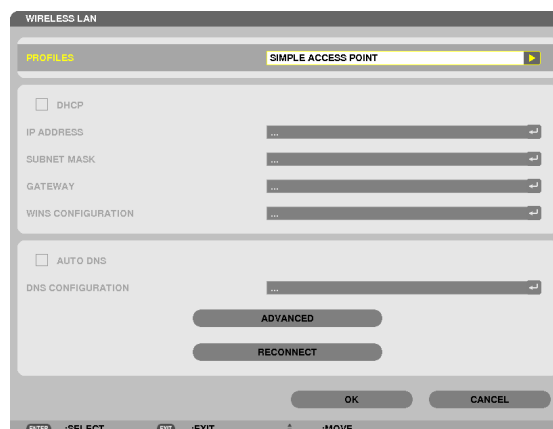 WIRELESS LAN
PROFILES SIMPLE ACCESS POINT
DHCP
IP ADDRESS ...
SUBNET MASK ...
GATEWAY ...
WINS CONFIGURATION ...
AUTO DNS
DNS CONFIGURATION ...
ADVANCED
RECONNECT
OK CANCEL
ENTER :SELECT EXIT :EXIT :MOVE